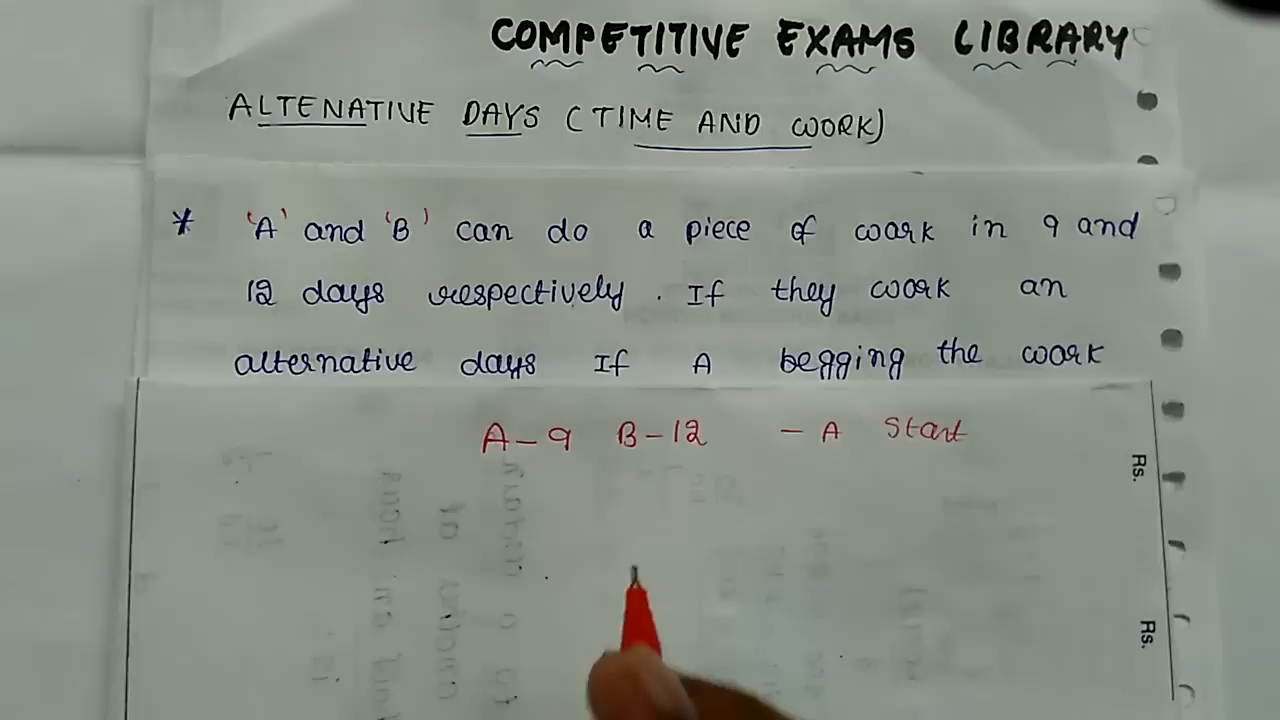 COMPETITIVE EXAMS LIBRARY
ALTENATIVE DAYS (TIME AND WORK)
* 'A' and 'B' can do a piece of work in 9 and
12 days respectively. If they work an
alternative days If A begging the work
A-9 B-12 - A start
Rs.
Rs.